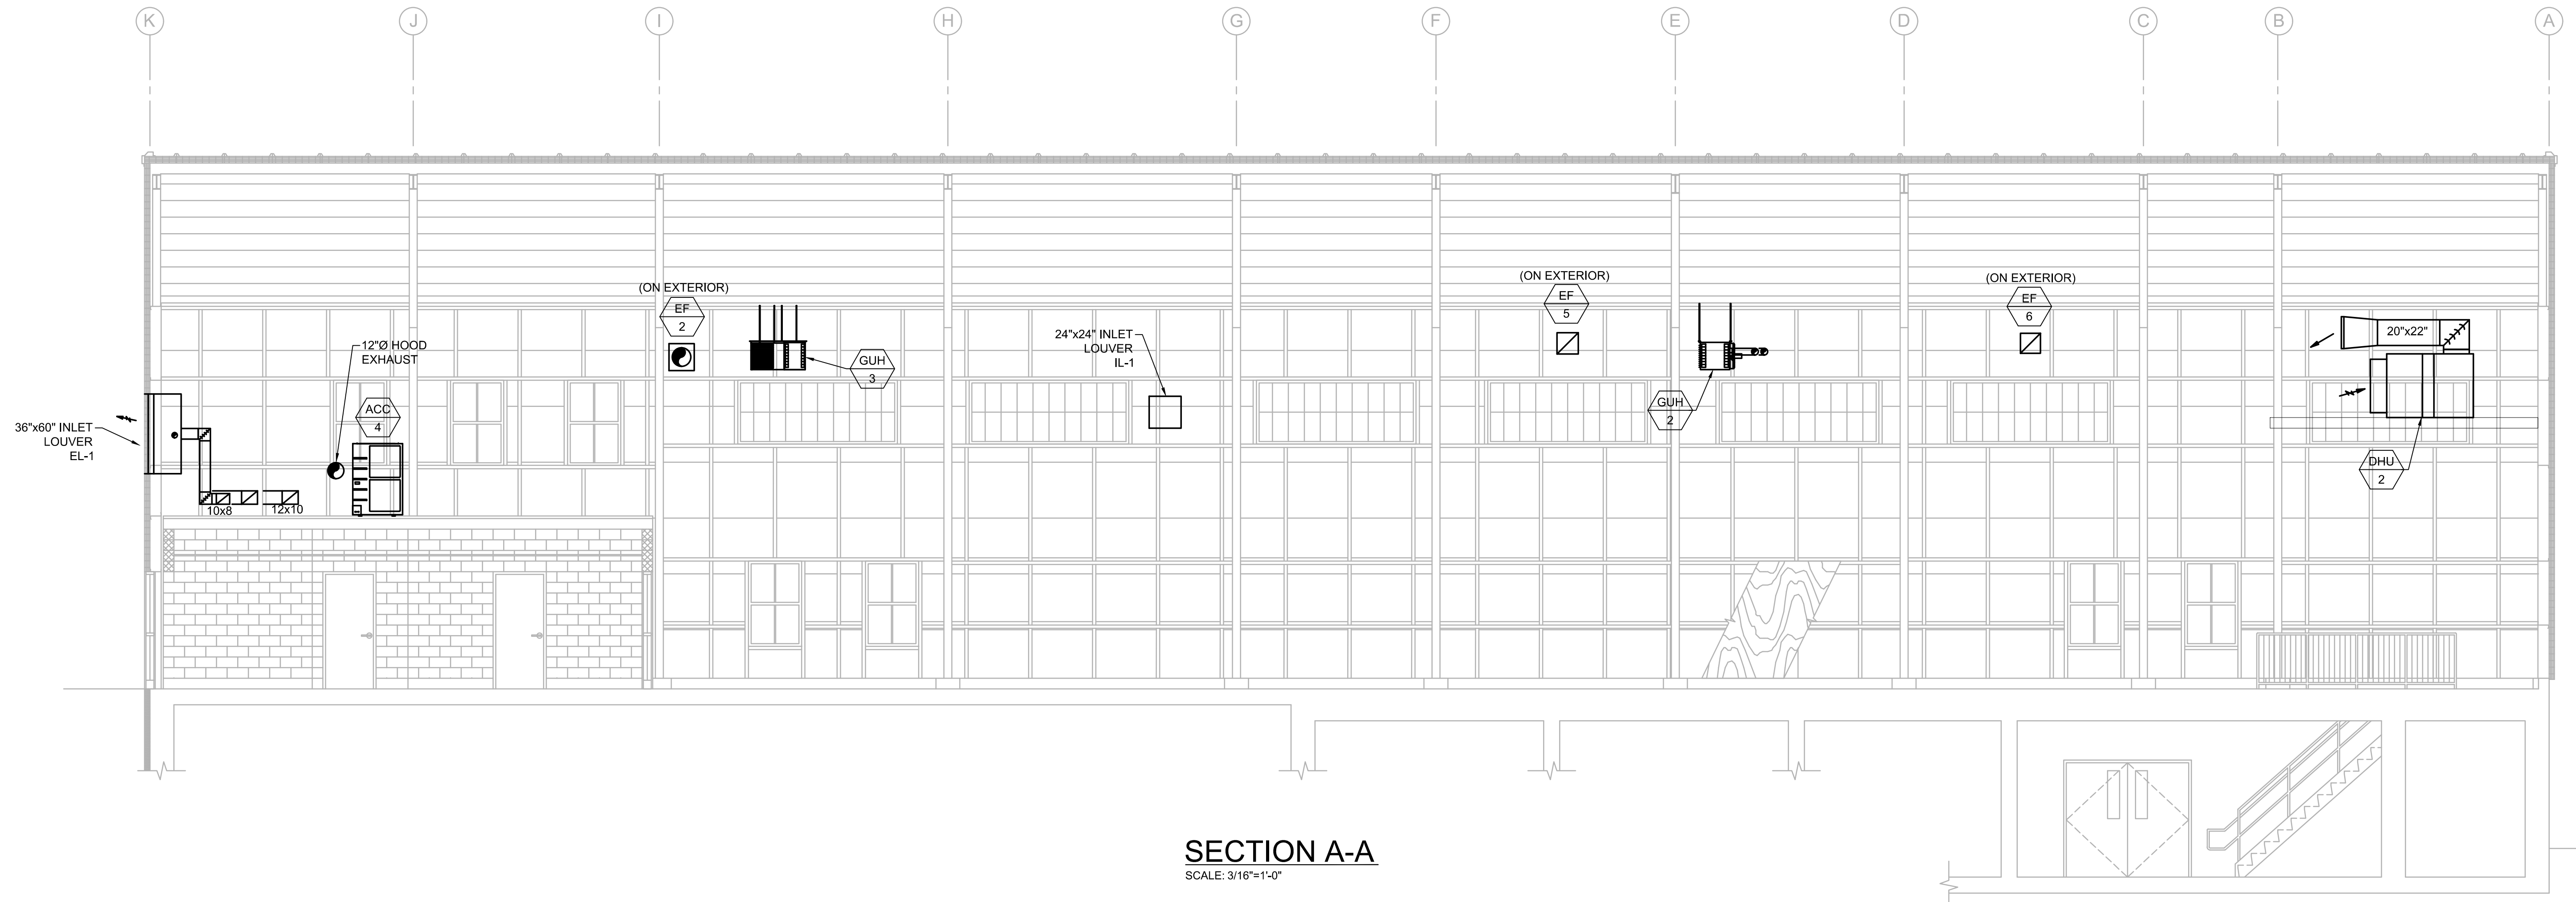 K
J
I
H
G
F
E
D
C
B
A
(ON EXTERIOR)
EF
2
12"Ø HOOD
EXHAUST
GUH
3
ACC
4
36"x60" INLET
LOUVER
EL-1
10x8
12x10
24"x24" INLET
LOUVER
IL-1
(ON EXTERIOR)
EF
5
GUH
2
(ON EXTERIOR)
EF
6
20"x22"
DHU
2
SECTION A-A
SCALE: 3/16"=1'-0"